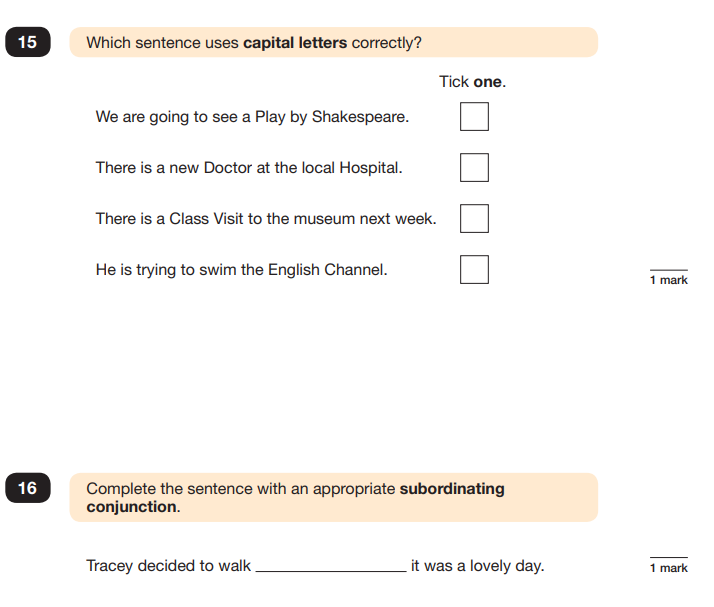 15 Which sentence uses capital letters correctly?
Tick one.
We are going to see a Play by Shakespeare.
There is a new Doctor at the local Hospital.
There is a Class Visit to the museum next week.
He is trying to swim the English Channel.
1 mark
16 Complete the sentence with an appropriate subordinating
conjunction.
Tracey decided to walk _________________ it was a lovely day.
1 mark